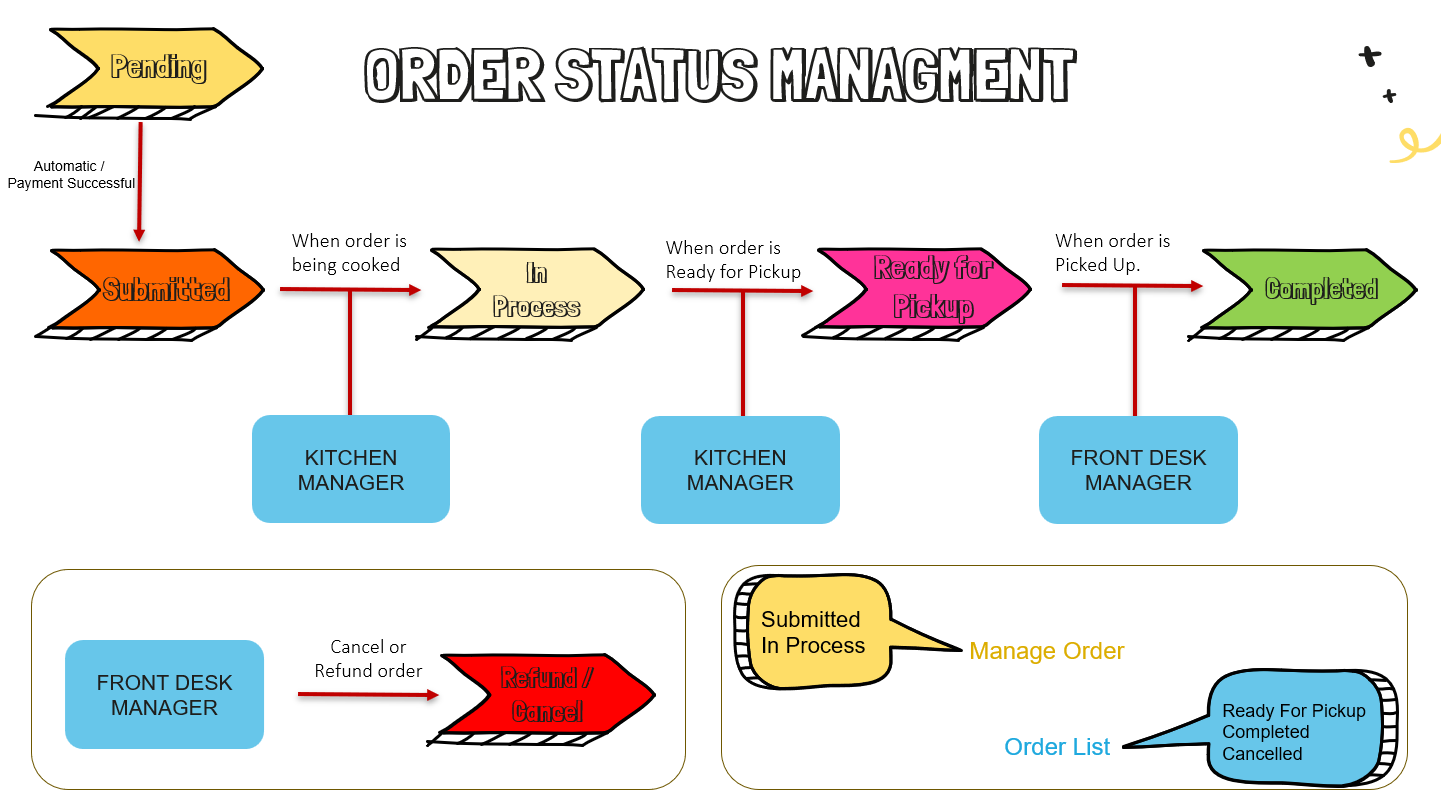 Pending
ORDER STATUS MANAGMENT
Automatic /
Payment Successful
Submitted
When order is
being cooked
In
Process
When order is
Ready for Pickup
Ready for
Pickup
When order is
Picked Up.
Completed
KITCHEN
MANAGER
KITCHEN
MANAGER
FRONT DESK
MANAGER
FRONT DESK
MANAGER
Cancel or
Refund order
Refund /
Cancel
Submitted
In Process
Manage Order
Order List
Ready For Pickup
Completed
Cancelled